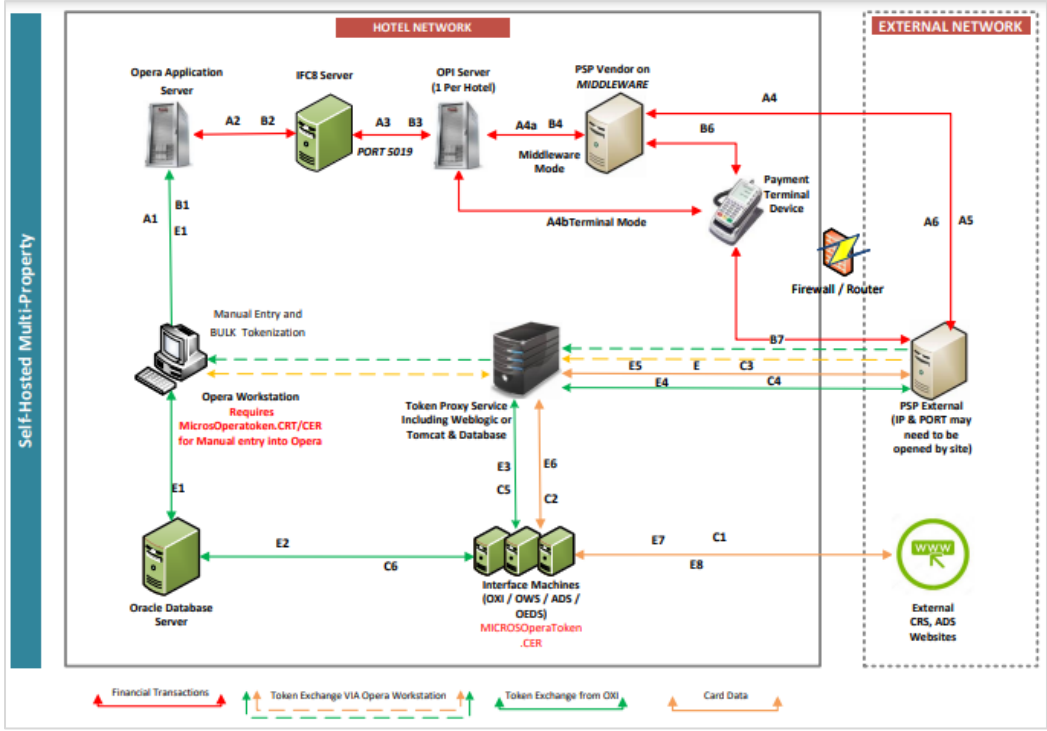 HOTEL NETWORK
EXTERNAL NETWORK
Self-Hosted Multi-Property
Opera Application
Server
IFC8 Server
OPI Server
(1 Per Hotel)
PSP Vendor on
MIDDLEWARE
A4
A2 B2
A3 B3
PORT 5019
A4a B4
Middleware
Mode
B6
Payment
Terminal
Device
A1
B1
E1
A4bTerminal Mode
A6
A5
Firewall / Router
Manual Entry and
BULK Tokenization
B7
E5 E C3
E4 C4
Opera Workstation
Requires
MicrosOperatoken.CRT/CER
for Manual entry into Opera
Token Proxy Service
Including Weblogic or
Tomcat & Database
PSP External
(IP & PORT may
need to be
opened by site)
E3
C5
E6
C2
E1
E2
C6
E7 C1
E8
WWW
Oracle Database
Server
Interface Machines
(OXI / OWS / ADS /
OEDS)
MICROSOperaToken
.CER
External
CRS, ADS
Websites
Financial Transactions
Token Exchange VIA Opera Workstation
Token Exchange from OXI
Card Data